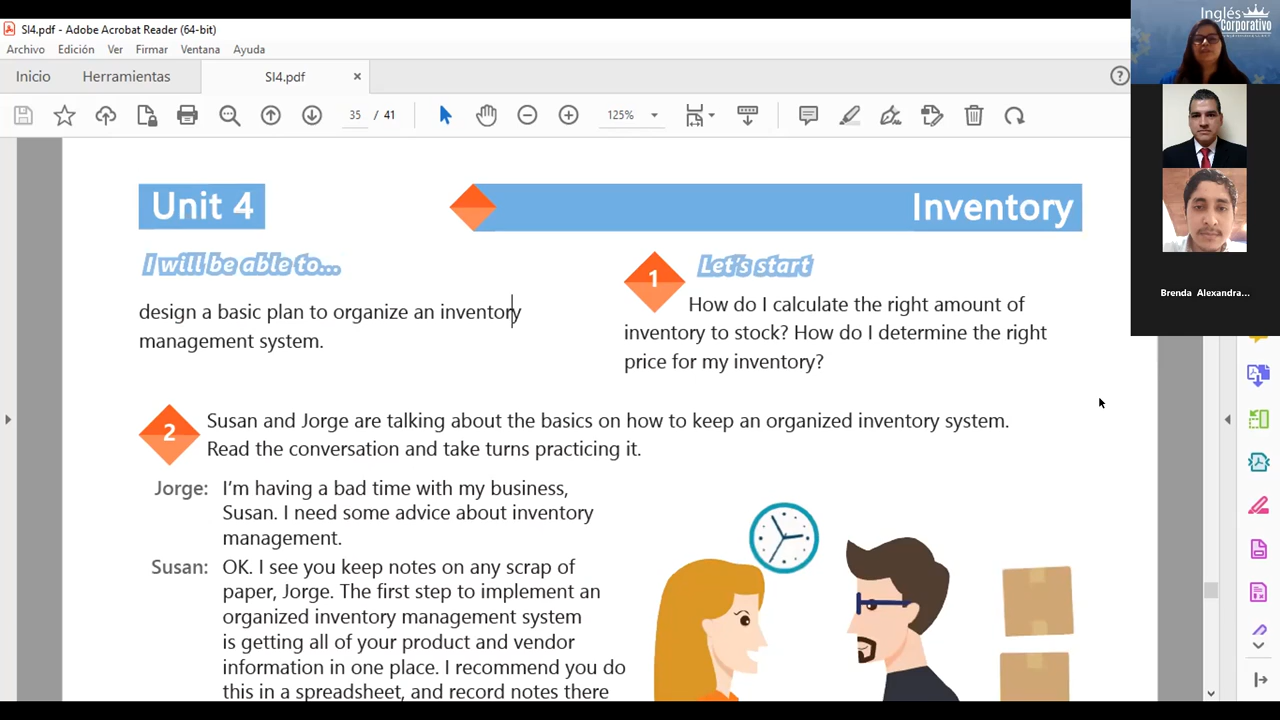 SI4.pdf - Adobe Acrobat Reader (64-bit)
Archivo Edición Ver Firmar Ventana Ayuda
Inicio Herramientas SI4.pdf ×
35 / 41 125%
Inglés
Corporativo
Brenda Alexandra...
Unit 4 Inventory
I will be able to...
design a basic plan to organize an inventory
management system.
1 Let's start
How do I calculate the right amount of
inventory to stock? How do I determine the right
price for my inventory?
2 Susan and Jorge are talking about the basics on how to keep an organized inventory system.
Read the conversation and take turns practicing it.
Jorge: I'm having a bad time with my business,
Susan. I need some advice about inventory
management.
Susan: OK. I see you keep notes on any scrap of
paper, Jorge. The first step to implement an
organized inventory management system
is getting all of your product and vendor
information in one place. I recommend you do
this in a spreadsheet, and record notes there